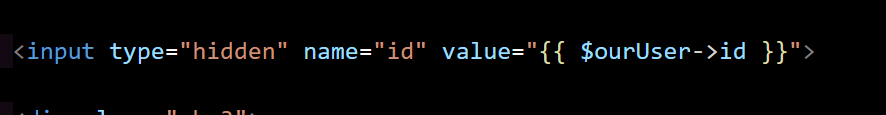 <input type="hidden" name="id" value="{{ $ourUser->id }}">